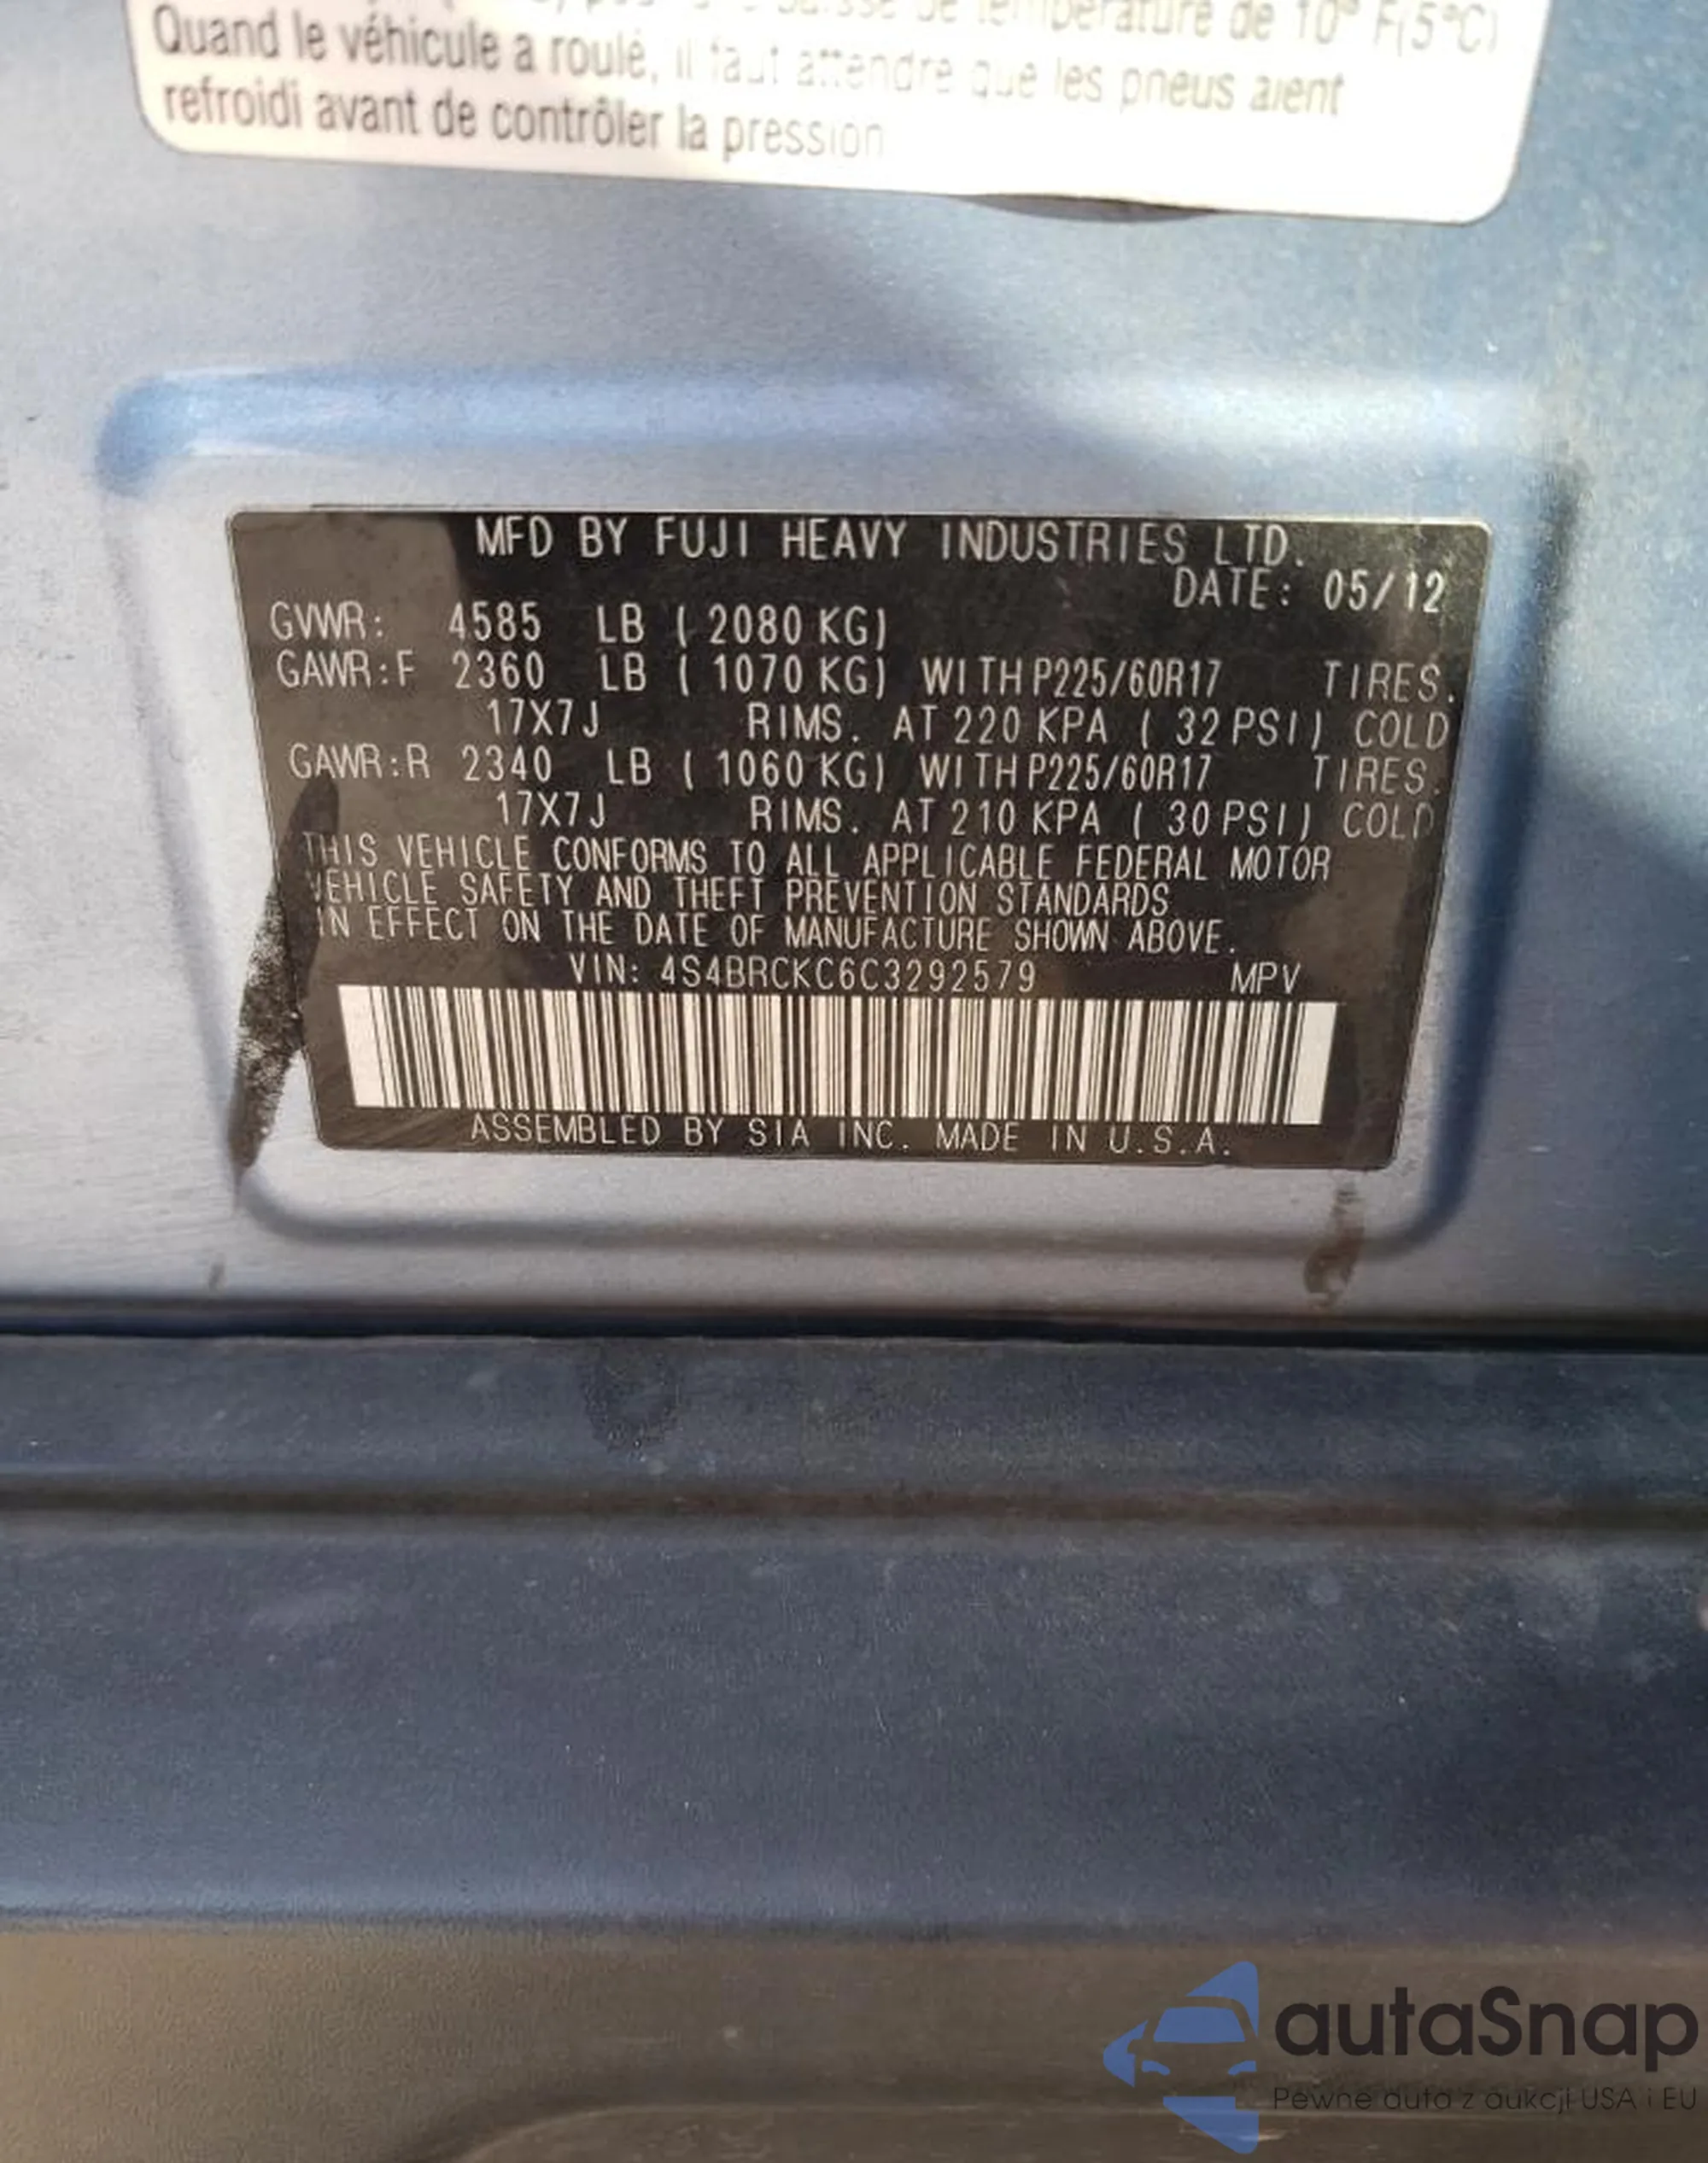 de température de 10° F(5°C)
Quand le véhicule a roulé, il faut attendre que les pneus aient
refroidi avant de contrôler la pression
MFD BY FUJI HEAVY INDUSTRIES LTD.
DATE: 05/12
GVWR: 4585 LB ( 2080 KG)
GAWR:F 2360 LB ( 1070 KG) WITH P225/60R17 TIRES.
17X7J RIMS. AT 220 KPA ( 32 PSI) COLD
GAWR:R 2340 LB ( 1060 KG) WITH P225/60R17 TIRES.
17X7J RIMS. AT 210 KPA ( 30 PSI) COLD
THIS VEHICLE CONFORMS TO ALL APPLICABLE FEDERAL MOTOR
VEHICLE SAFETY AND THEFT PREVENTION STANDARDS
IN EFFECT ON THE DATE OF MANUFACTURE SHOWN ABOVE.
VIN: 4S4BRCKC6C3292579 MPV
ASSEMBLED BY SIA INC. MADE IN U.S.A.
autaSnap
Pewne auta z aukcji USA i EU